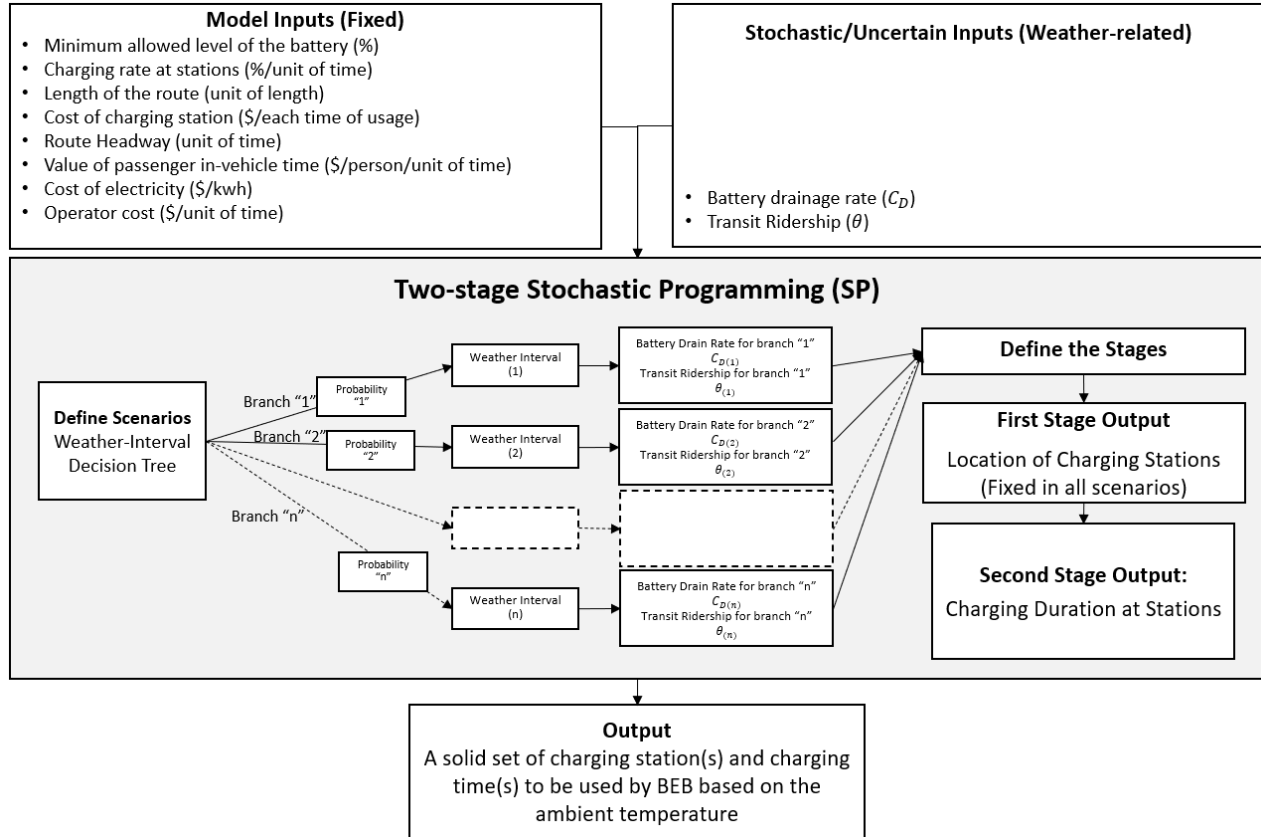 Model Inputs (Fixed)
• Minimum allowed level of the battery (%)
• Charging rate at stations (%/unit of time)
• Length of the route (unit of length)
• Cost of charging station ($/each time of usage)
• Route Headway (unit of time)
• Value of passenger in-vehicle time ($/person/unit of time)
• Cost of electricity ($/kwh)
• Operator cost ($/unit of time)
Stochastic/Uncertain Inputs (Weather-related)
• Battery drainage rate (C_D)
• Transit Ridership (θ)
Two-stage Stochastic Programming (SP)
Define Scenarios
Weather-Interval
Decision Tree
Branch “1”
Probability
“1”
Weather Interval
(1)
Battery Drain Rate for branch “1”
C_D(1)
Transit Ridership for branch “1”
θ_(1)
Branch “2”
Probability
“2”
Weather Interval
(2)
Battery Drain Rate for branch “2”
C_D(2)
Transit Ridership for branch “2”
θ_(2)
Branch “n”
Probability
“n”
Weather Interval
(n)
Battery Drain Rate for branch “n”
C_D(n)
Transit Ridership for branch “n”
θ_(n)
Define the Stages
First Stage Output
Location of Charging Stations
(Fixed in all scenarios)
Second Stage Output:
Charging Duration at Stations
Output
A solid set of charging station(s) and charging
time(s) to be used by BEB based on the
ambient temperature